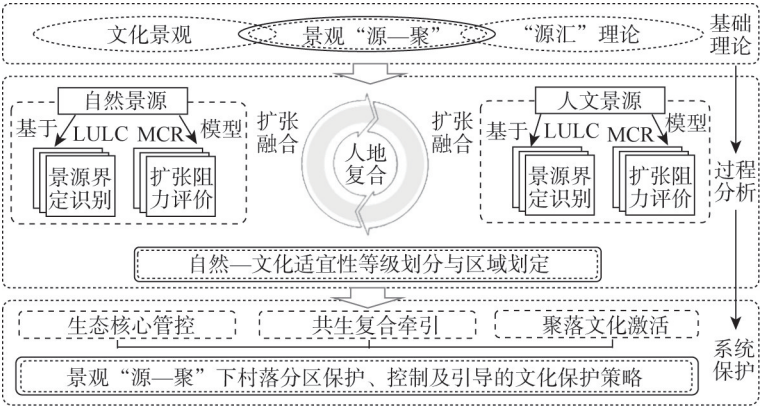 文化景观
景观“源—聚”
“源汇”理论
基础
理论
自然景源
基于 LULC MCR 模型
景源界
定识别
扩张阻
力评价
扩张
融合
人地
复合
扩张
融合
人文景源
基于 LULC MCR 模型
景源界
定识别
扩张阻
力评价
过程
分析
自然—文化适宜性等级划分与区域划定
生态核心管控
共生复合牵引
聚落文化激活
系统
保护
景观“源—聚”下村落分区保护、控制及引导的文化保护策略